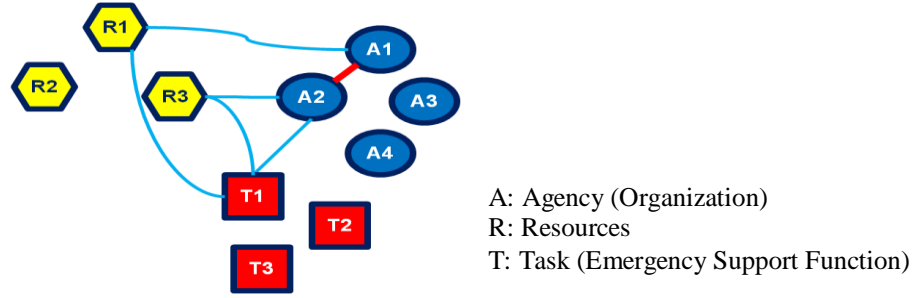 R1
A1
R2
R3
A2
A3
A4
T1
T2
T3
A: Agency (Organization)
R: Resources
T: Task (Emergency Support Function)